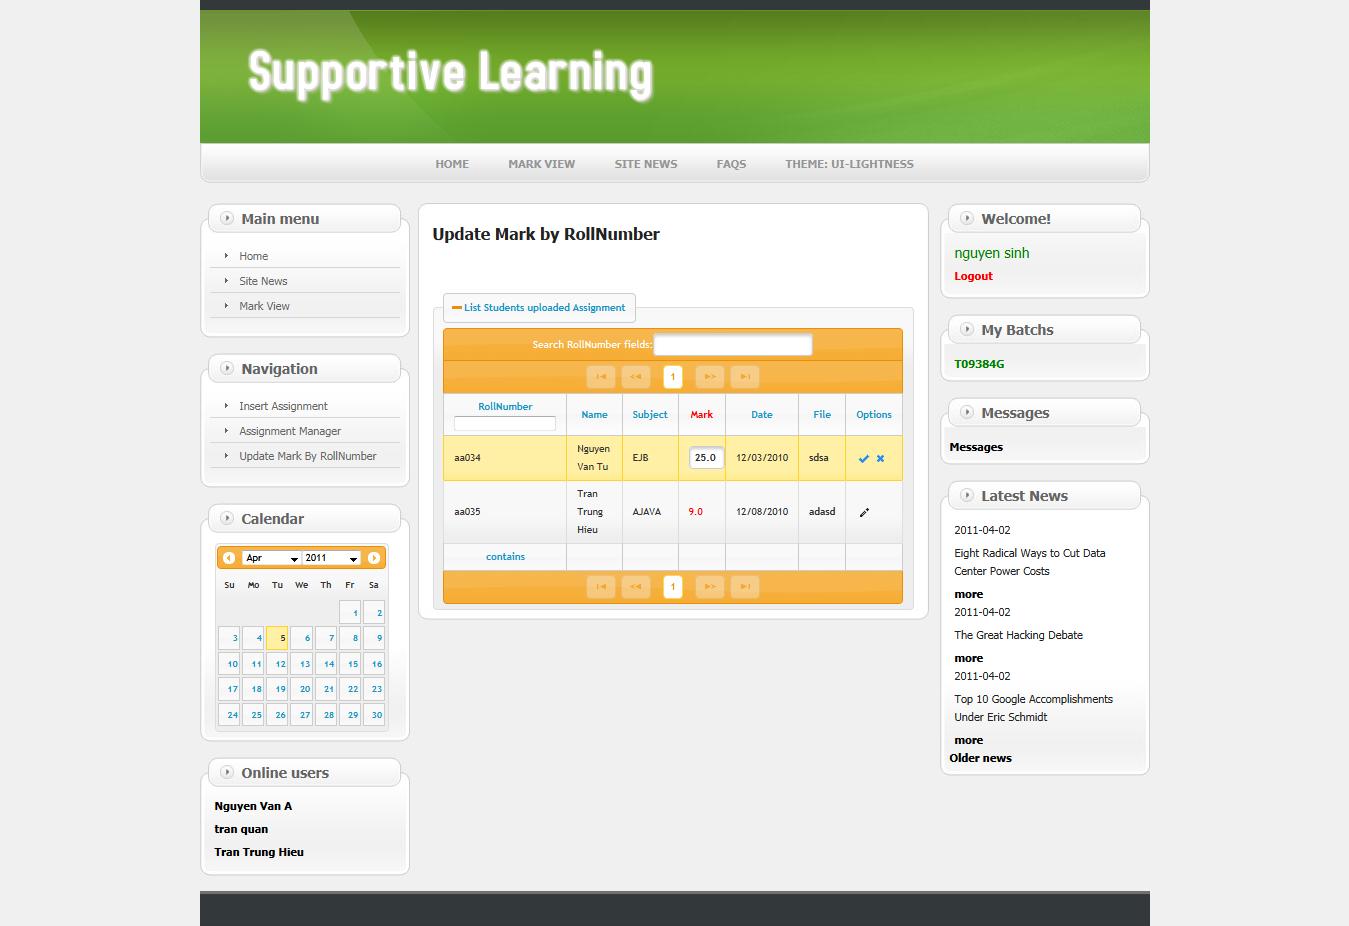 Supportive Learning
HOME MARK VIEW SITE NEWS FAQS THEME: UI-LIGHTNESS
Main menu
Home
Site News
Mark View
Navigation
Insert Assignment
Assignment Manager
Update Mark By RollNumber
Calendar
Apr 2011
Su Mo Tu We Th Fr Sa
1 2
3 4 5 6 7 8 9
10 11 12 13 14 15 16
17 18 19 20 21 22 23
24 25 26 27 28 29 30
Online users
Nguyen Van A
tran quan
Tran Trung Hieu
Update Mark by RollNumber
List Students uploaded Assignment
Search RollNumber fields:
1
RollNumber Name Subject Mark Date File Options
aa034 Nguyen Van Tu EJB 25.0 12/03/2010 sdsa
aa035 Tran Trung Hieu AJAVA 9.0 12/08/2010 adasd
contains
1
Welcome!
nguyen sinh
Logout
My Batchs
T09384G
Messages
Messages
Latest News
2011-04-02
Eight Radical Ways to Cut Data
Center Power Costs
more
2011-04-02
The Great Hacking Debate
more
2011-04-02
Top 10 Google Accomplishments
Under Eric Schmidt
more
Older news